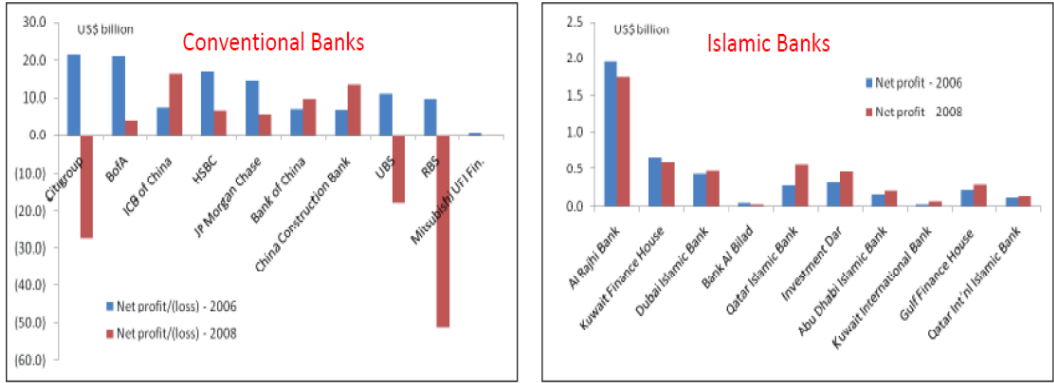 US$ billion
Conventional Banks
30.0
20.0
10.0
0.0
(10.0)
(20.0)
(30.0)
(40.0)
(50.0)
(60.0)
Citigroup
BofA
ICB of China
HSBC
JP Morgan Chase
Bank of China
China Construction Bank
UBS
RBS
Mitsubishi UFJ Fin.
Net profit/(loss) - 2006
Net profit/(loss) - 2008
US$ billion
Islamic Banks
2.5
2.0
1.5
1.0
0.5
0.0
Net profit - 2006
Net profit 2008
Al Rajhi Bank
Kuwait Finance House
Dubai Islamic Bank
Bank Al Bilad
Qatar Islamic Bank
Investment Dar
Abu Dhabi Islamic Bank
Kuwait International Bank
Gulf Finance House
Qatar Int'nl Islamic Bank